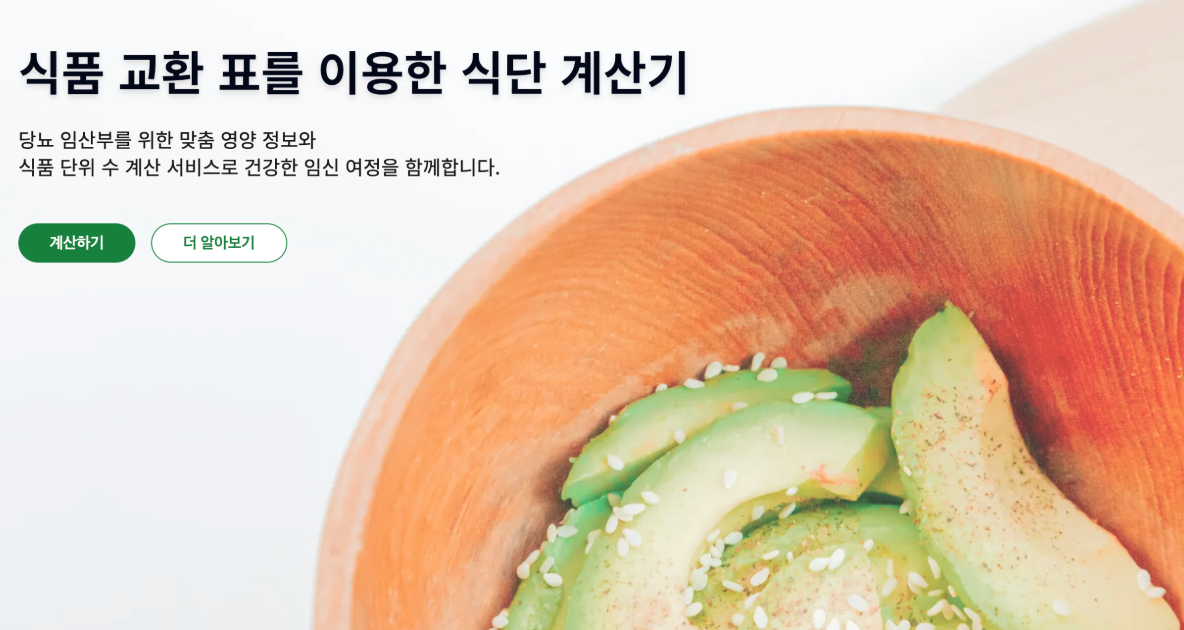 식품 교환 표를 이용한 식단 계산기
당뇨 임산부를 위한 맞춤 영양 정보와
식품 단위 수 계산 서비스로 건강한 임신 여정을 함께합니다.
계산하기
더 알아보기